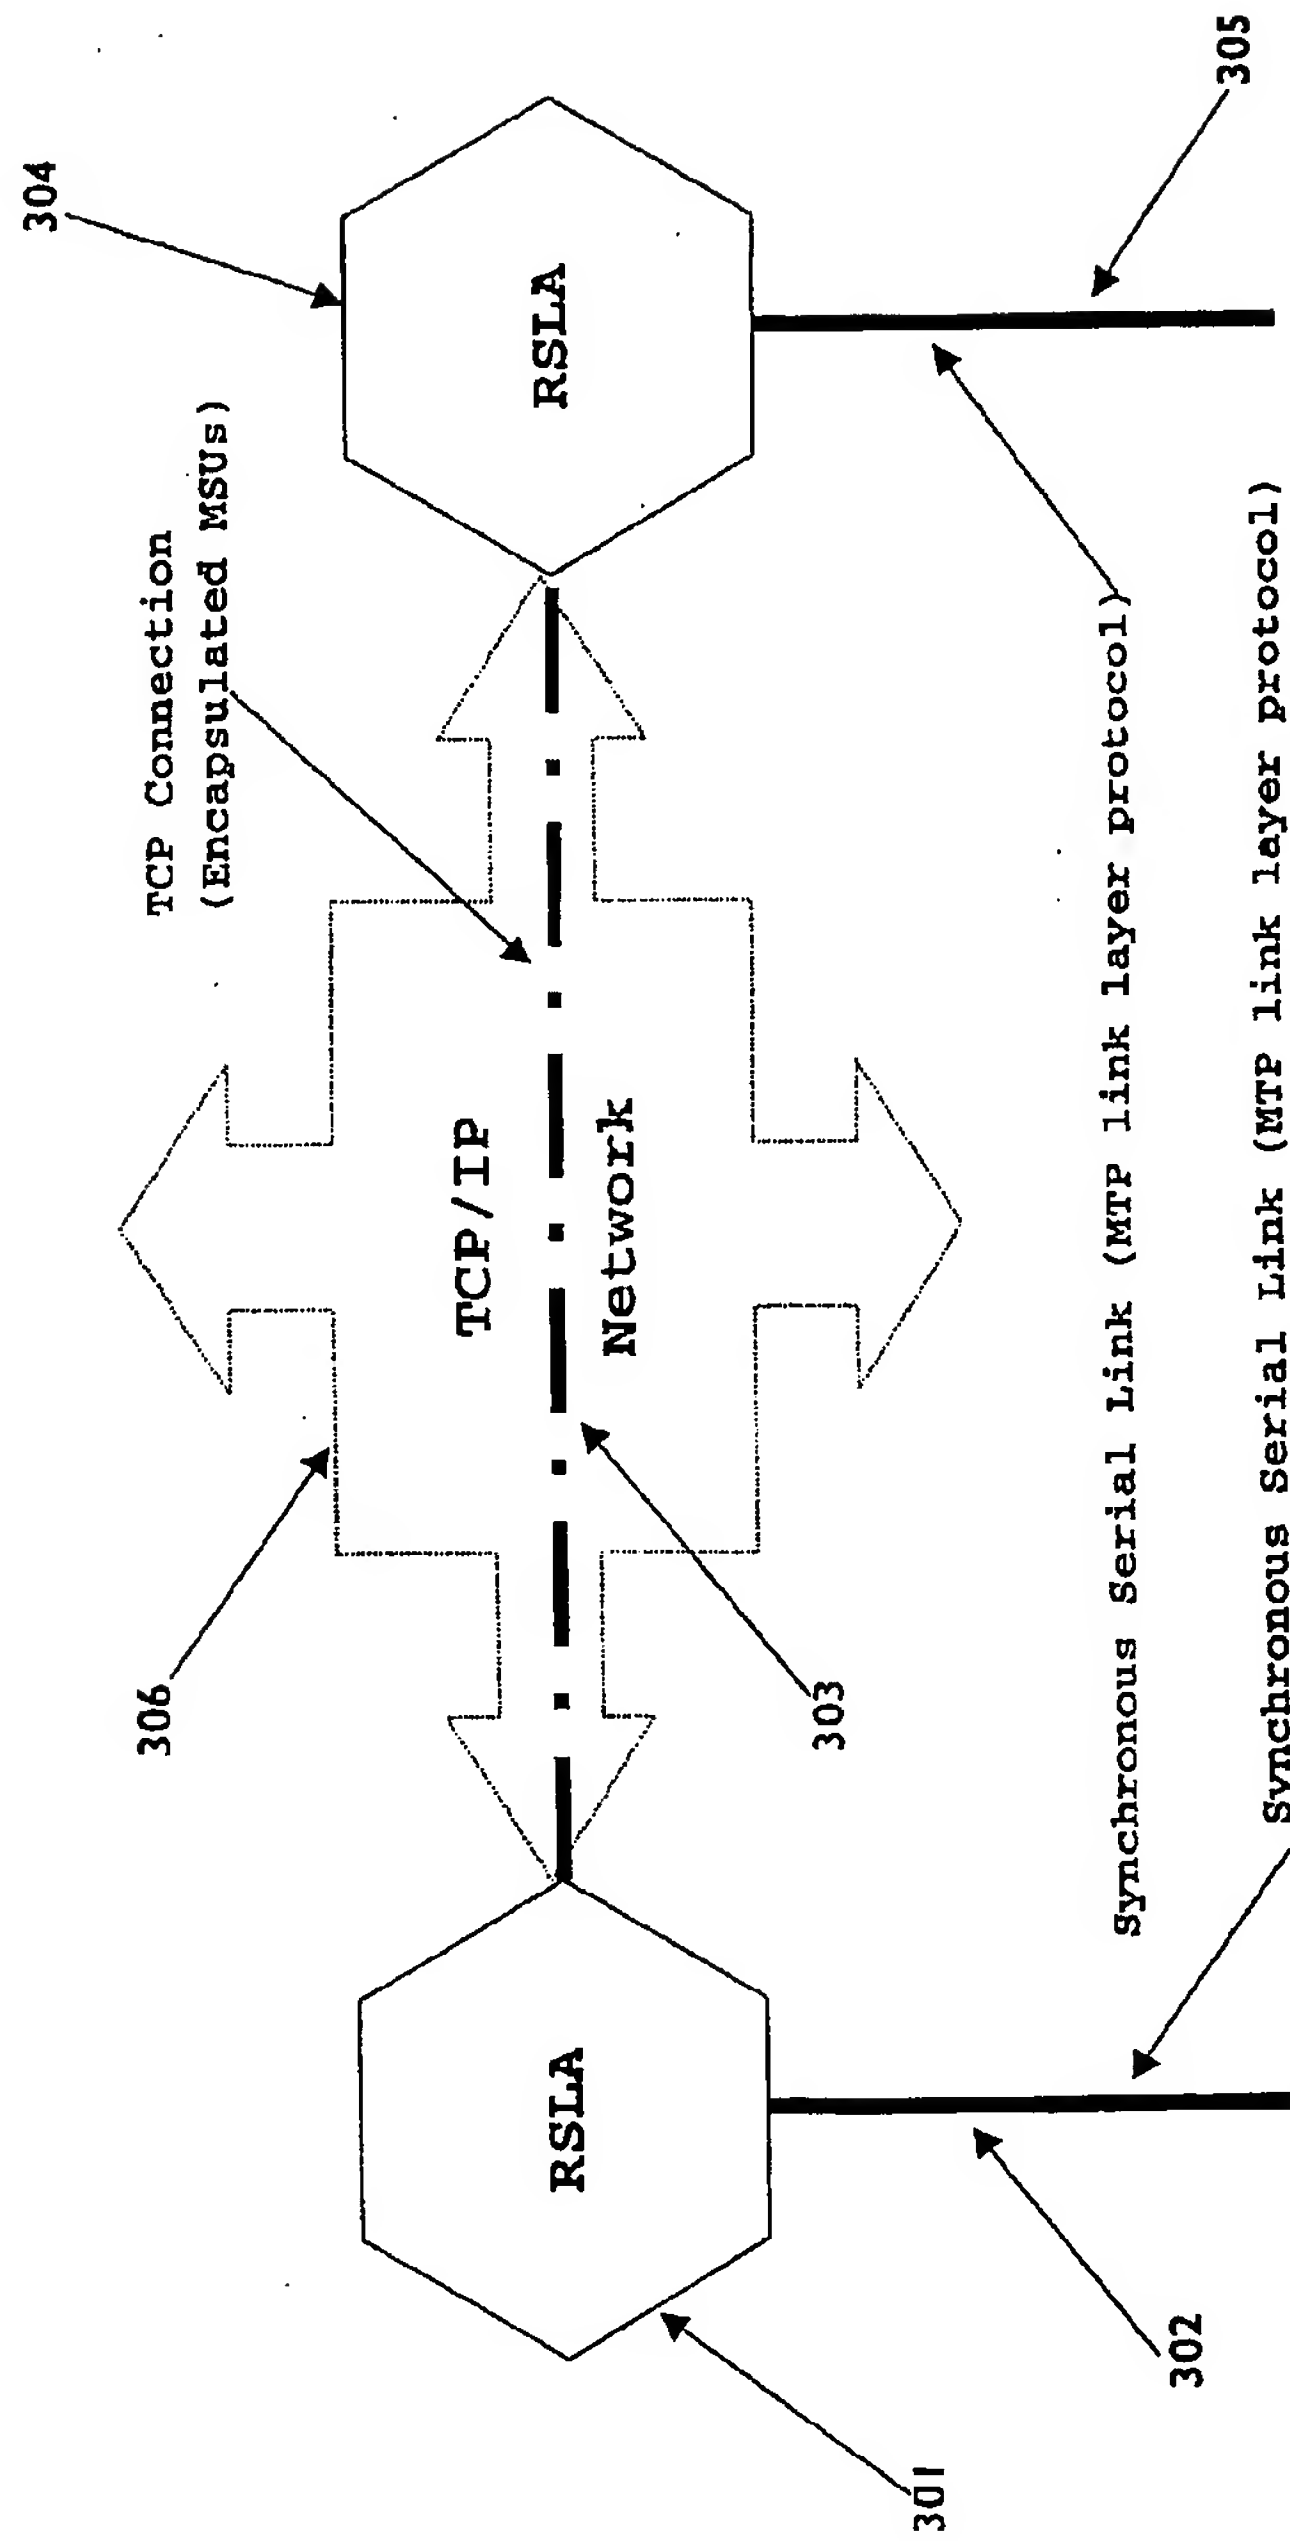 304
TCP Connection
(Encapsulated MSUs)
306
RSLA
TCP/IP
Network
RSLA
303
301
302
305
Synchronous Serial Link (MTP link layer protocol)
Synchronous Serial Link (MTP link layer protocol)